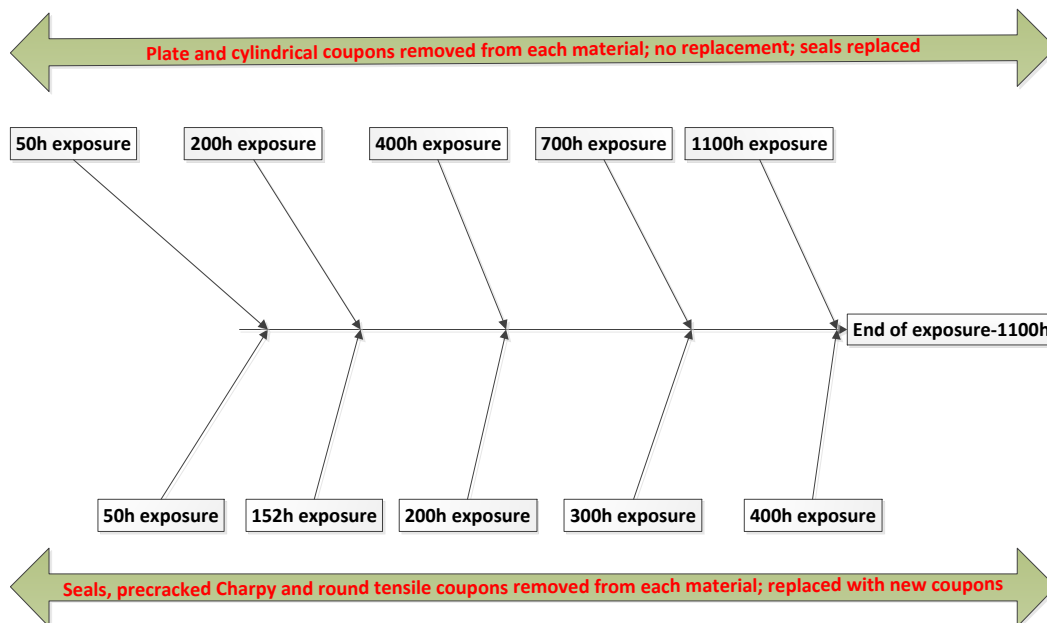 Plate and cylindrical coupons removed from each material; no replacement; seals replaced
50h exposure
200h exposure
400h exposure
700h exposure
1100h exposure
End of exposure-1100h
50h exposure
152h exposure
200h exposure
300h exposure
400h exposure
Seals, precracked Charpy and round tensile coupons removed from each material; replaced with new coupons